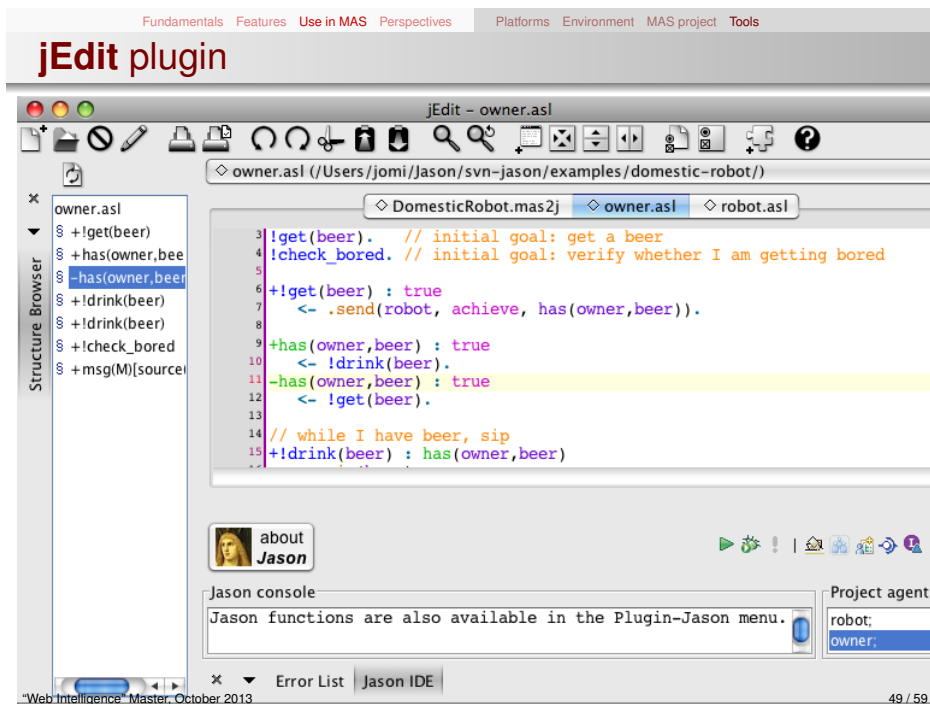 Fundamentals Features Use in MAS Perspectives Platforms Environment MAS project Tools
jEdit plugin
jEdit – owner.asl
owner.asl (/Users/jomi/Jason/svn-jason/examples/domestic-robot/)
DomesticRobot.mas2j owner.asl robot.asl
Structure Browser
owner.asl
§ +!get(beer)
§ +has(owner,bee
§ -has(owner,beer
§ +!drink(beer)
§ +!drink(beer)
§ +!check_bored
§ +msg(M)[source(
3 !get(beer). // initial goal: get a beer
4 !check_bored. // initial goal: verify whether I am getting bored
5
6 +!get(beer) : true
7 <- .send(robot, achieve, has(owner,beer)).
8
9 +has(owner,beer) : true
10 <- !drink(beer).
11 -has(owner,beer) : true
12 <- !get(beer).
13
14 // while I have beer, sip
15 +!drink(beer) : has(owner,beer)
about
Jason
Jason console
Jason functions are also available in the Plugin-Jason menu.
Project agent
robot;
owner;
Error List Jason IDE
“Web Intelligence” Master, October 2013
49 / 59